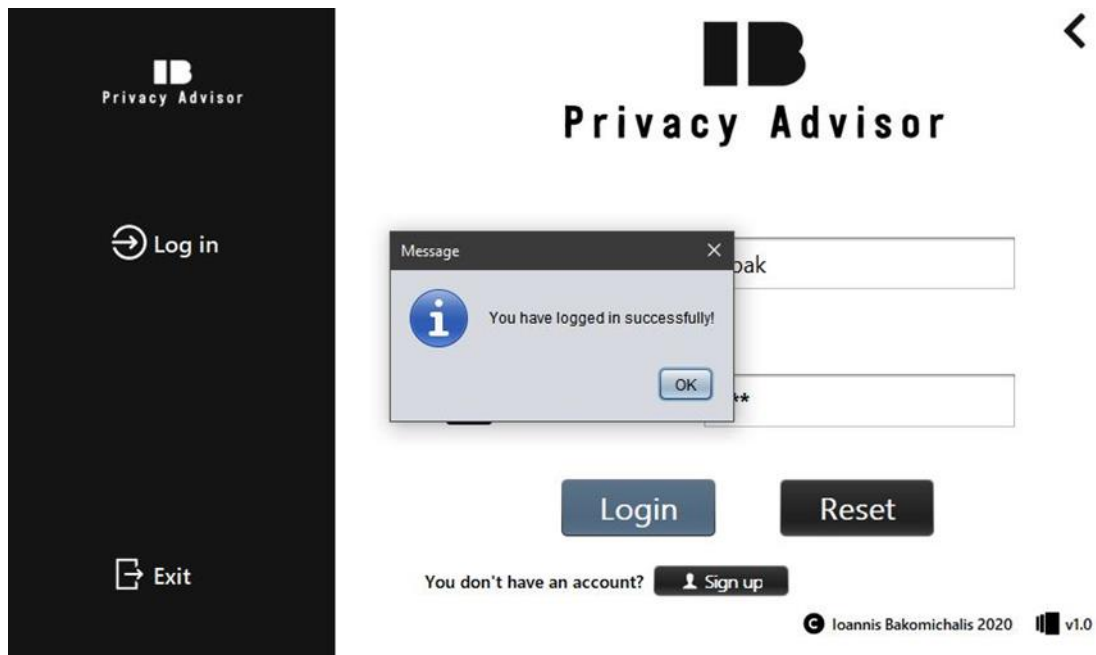 IB
Privacy Advisor
Log in
Exit
IB
Privacy Advisor
Message
You have logged in successfully!
OK
**
Login
Reset
You don't have an account?
Sign up
C Ioannis Bakomichalis 2020
v1.0